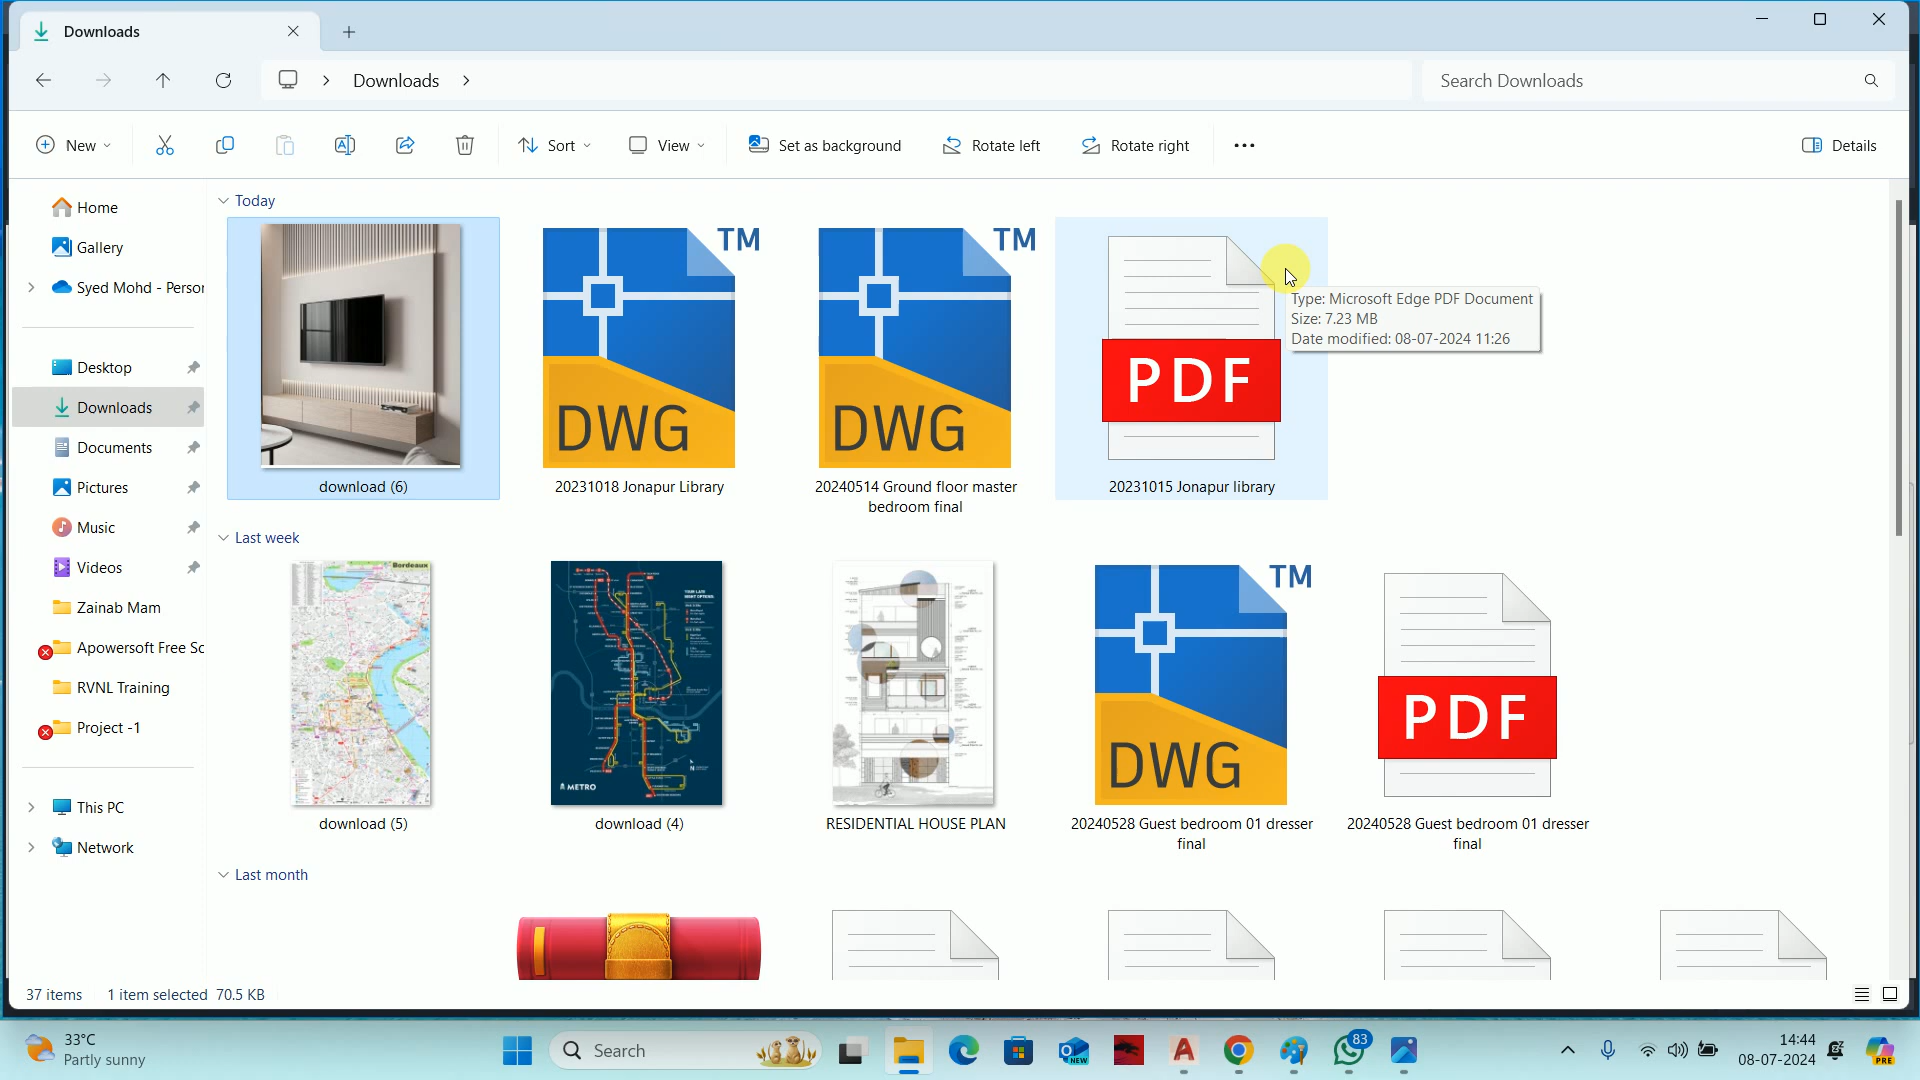 Downloads
Downloads
Search Downloads
New
Sort
View
Set as background
Rotate left
Rotate right
Details
Home
Gallery
Syed Mohd - Persor
Desktop
Downloads
Documents
Pictures
Music
Videos
Zainab Mam
Apowersoft Free Sc
RVNL Training
Project -1
This PC
Network
Today
TM
DWG
TM
DWG
PDF
Type: Microsoft Edge PDF Document
Size: 7.23 MB
Date modified: 08-07-2024 11:26
download (6)
20231018 Jonapur Library
20240514 Ground floor master
bedroom final
20231015 Jonapur library
Last week
Bordeaux
METRO
TM
DWG
PDF
download (5)
download (4)
RESIDENTIAL HOUSE PLAN
20240528 Guest bedroom 01 dresser
final
20240528 Guest bedroom 01 dresser
final
Last month
37 items
1 item selected 70.5 KB
33°C
Partly sunny
Search
NEW
83
14:44
08-07-2024
PRE